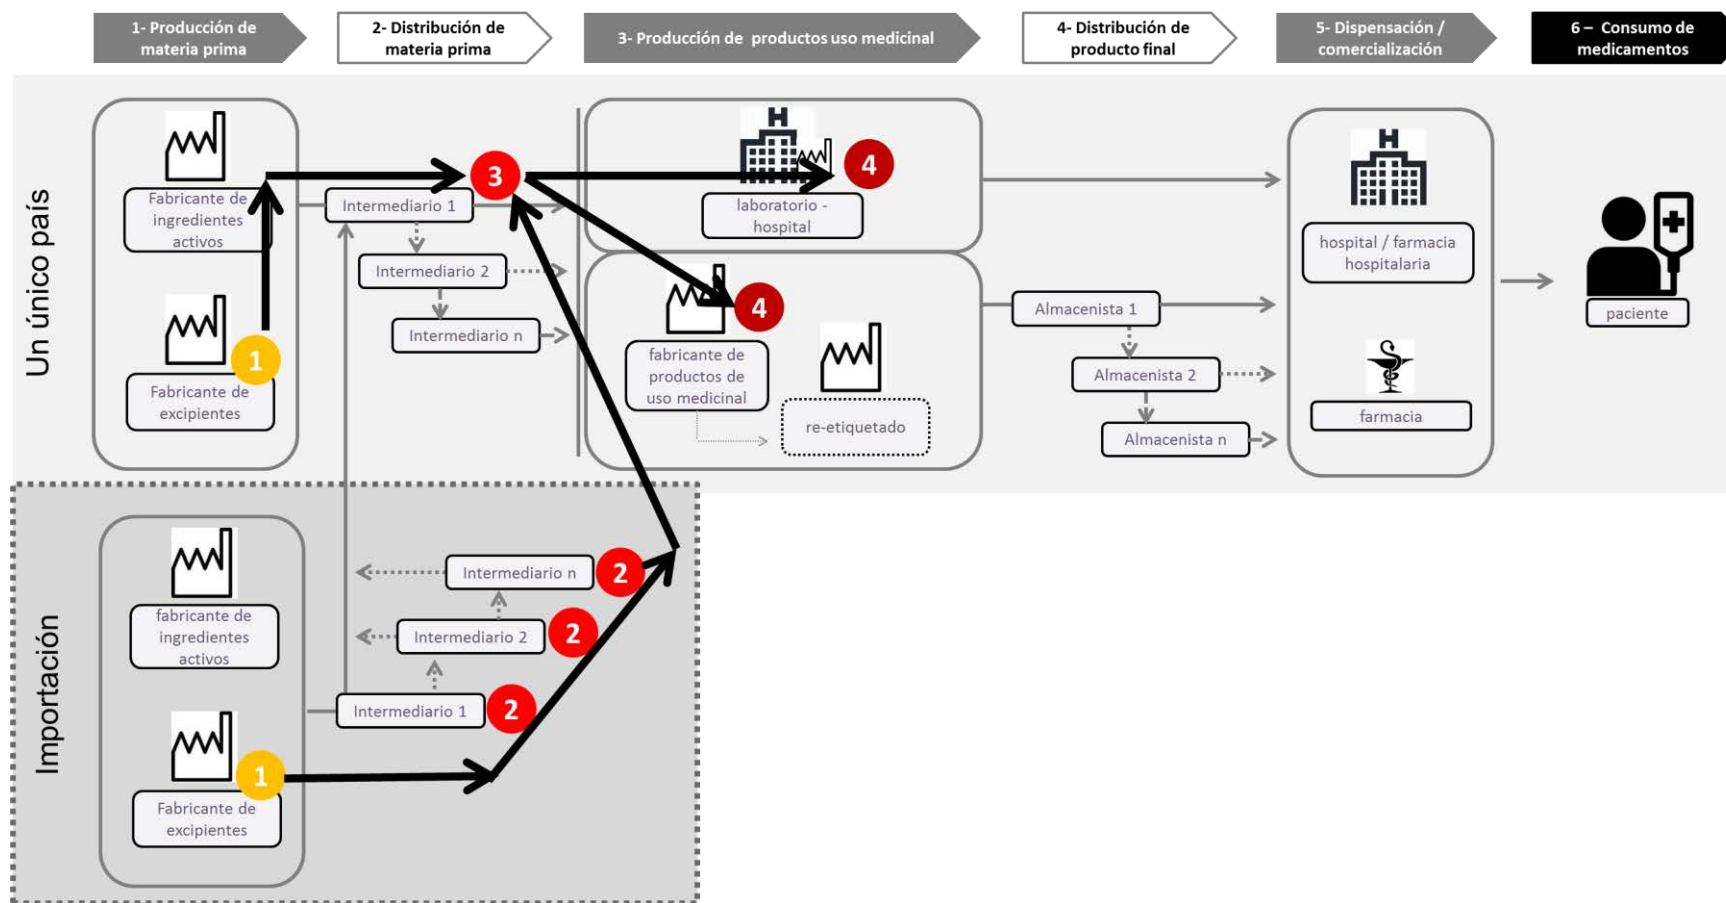 1- Producción de
materia prima
2- Distribución de
materia prima
3- Producción de productos uso medicinal
4- Distribución de
producto final
5- Dispensación /
comercialización
6 – Consumo de
medicamentos
Un único país
Fabricante de
ingredientes
activos
Fabricante de
excipientes
1
Intermediario 1
Intermediario 2
Intermediario n
3
H
laboratorio -
hospital
4
fabricante de
productos de
uso medicinal
4
re-etiquetado
Almacenista 1
Almacenista 2
Almacenista n
H
hospital / farmacia
hospitalaria
farmacia
paciente
Importación
fabricante de
ingredientes
activos
Fabricante de
excipientes
1
Intermediario n
2
Intermediario 2
2
Intermediario 1
2